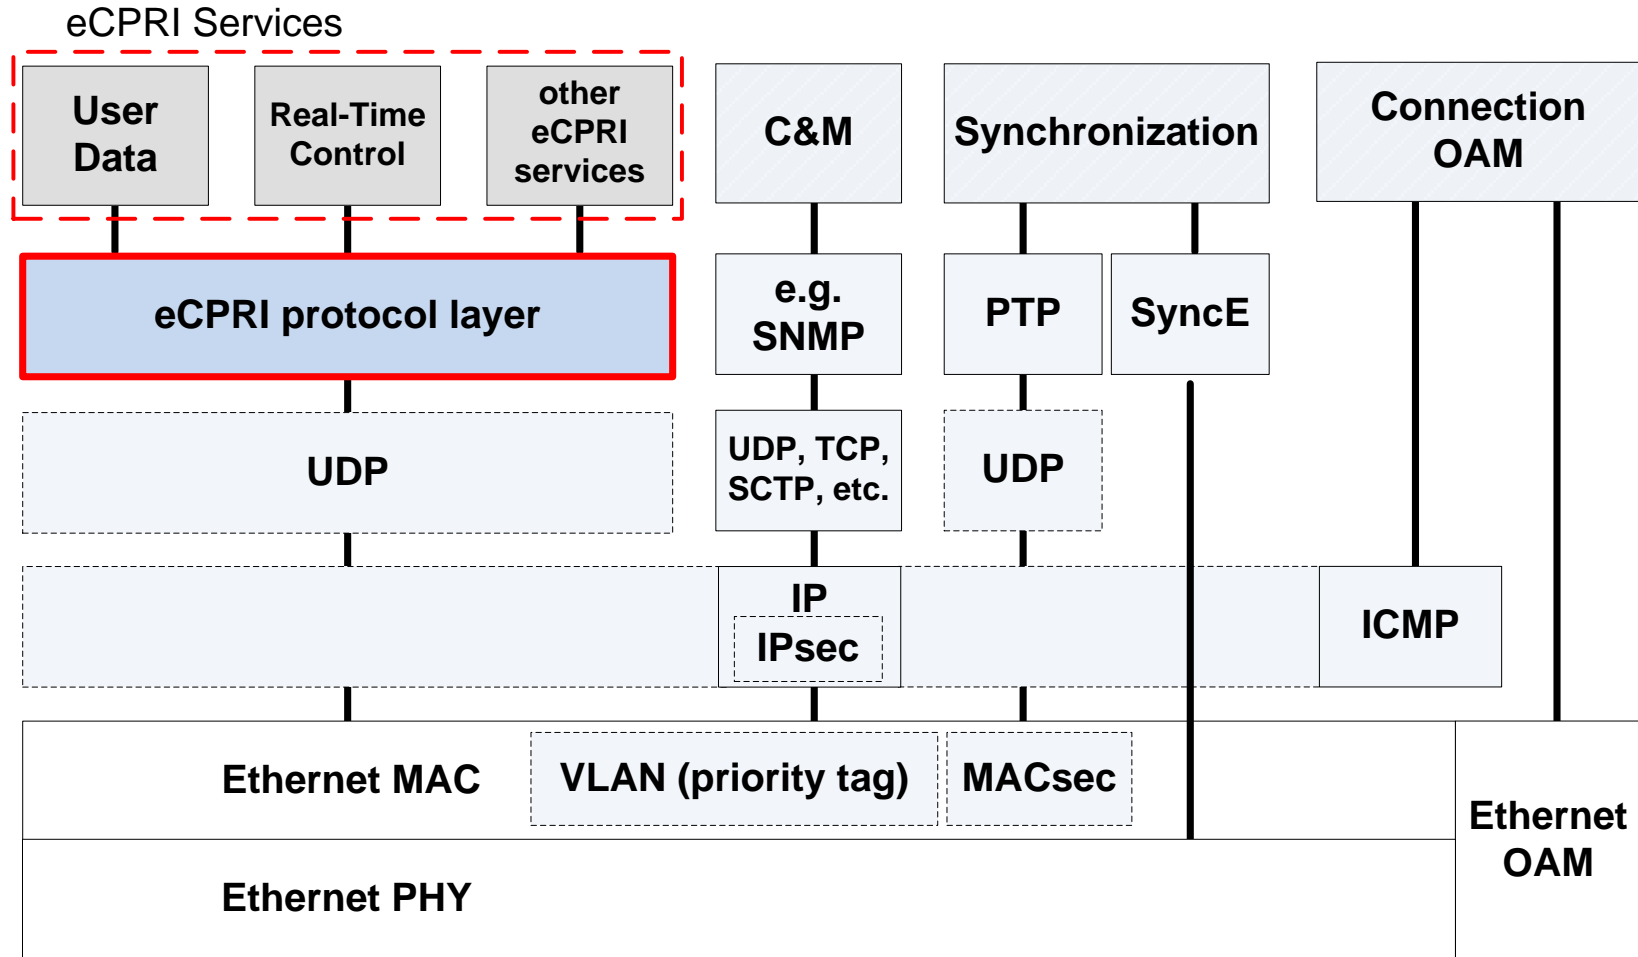 eCPRI Services
User
Data
Real-Time
Control
other
eCPRI
services
C&M
Synchronization
Connection
OAM
eCPRI protocol layer
e.g.
SNMP
PTP
SyncE
UDP
UDP, TCP,
SCTP, etc.
UDP
IP
IPsec
ICMP
Ethernet MAC
VLAN (priority tag)
MACsec
Ethernet
OAM
Ethernet PHY